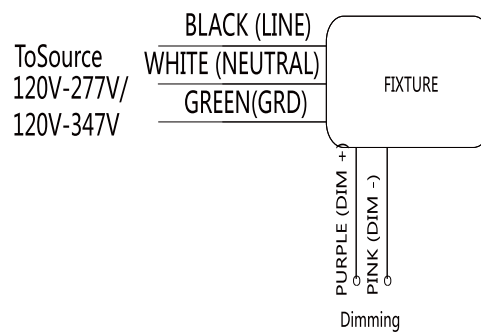 BLACK (LINE)
ToSource
WHITE (NEUTRAL)
120V-277V/
GREEN(GRD)
120V-347V
FIXTURE
PURPLE (DIM +)
PINK (DIM -)
Dimming